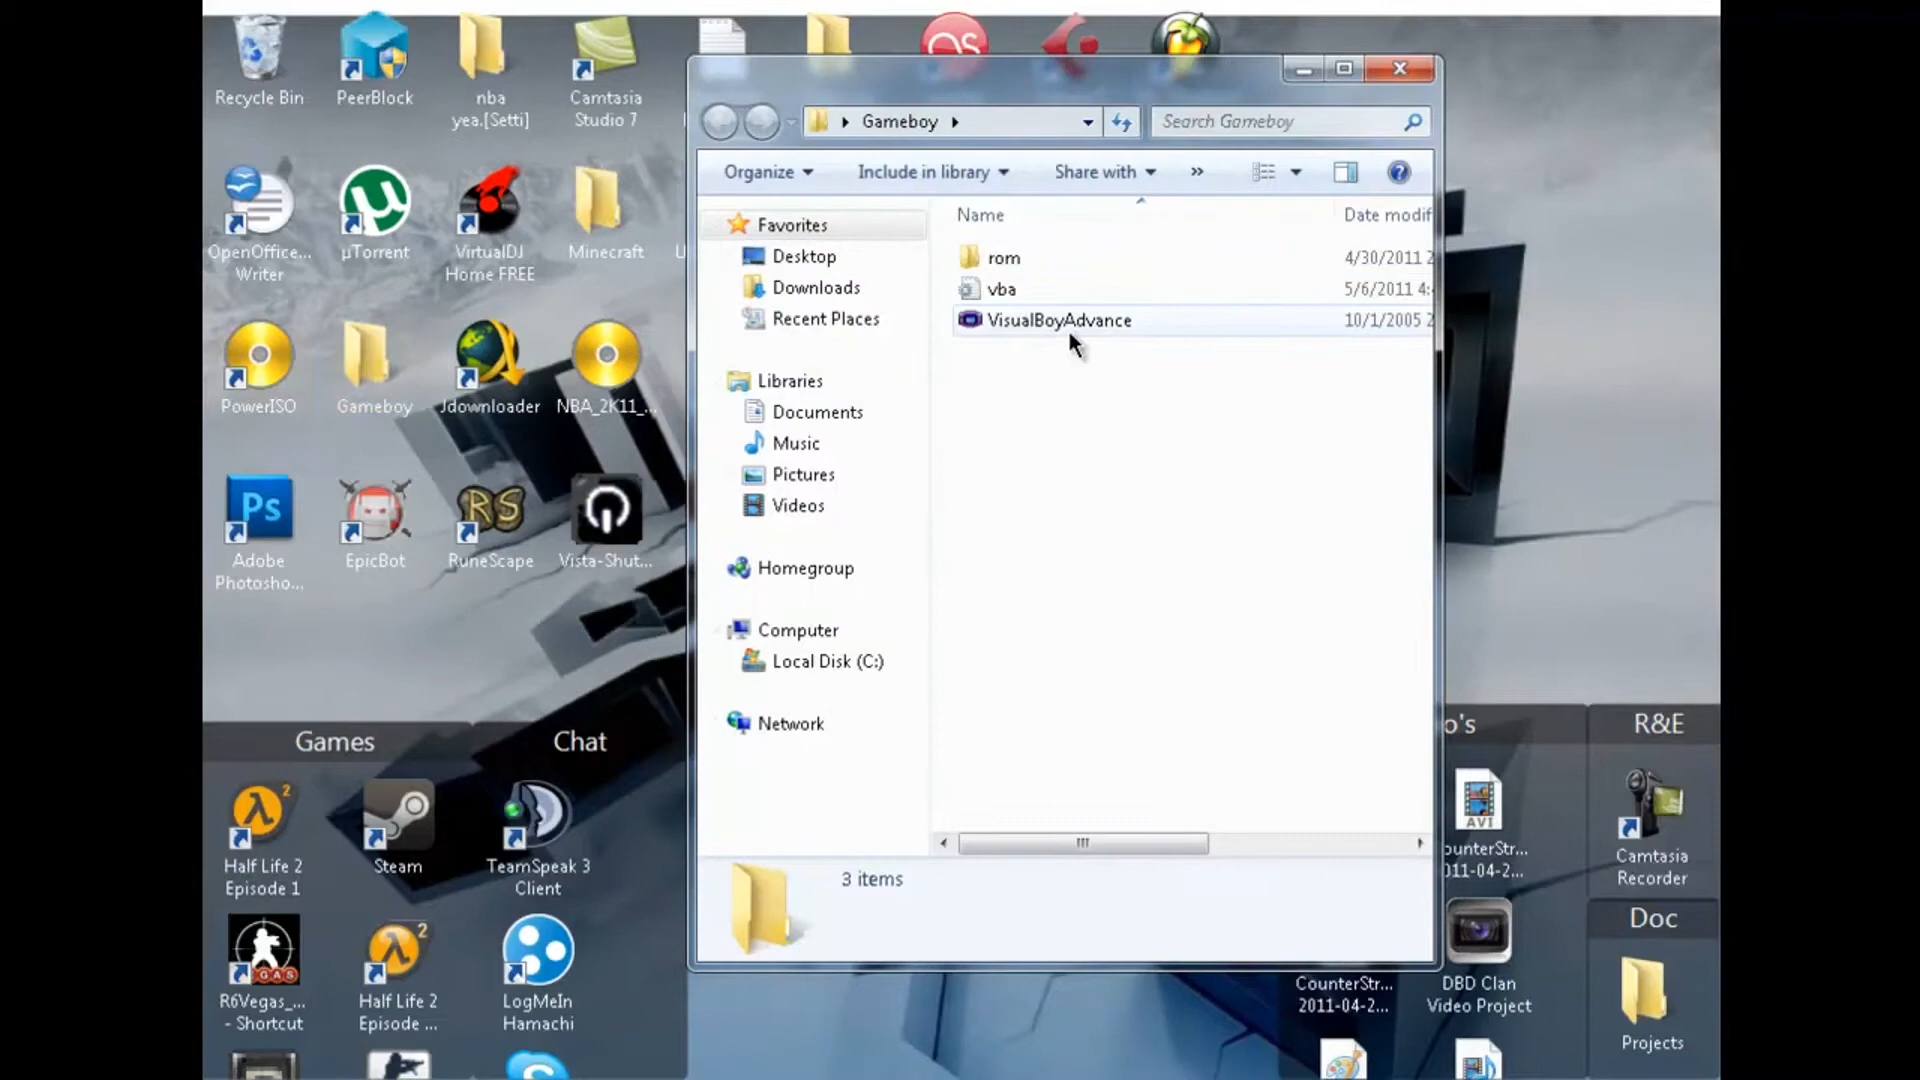 Recycle Bin
PeerBlock
nba
yea.[Setti]
Camtasia
Studio 7
OpenOffice...
Writer
µTorrent
VirtualDJ
Home FREE
Minecraft
PowerISO
Gameboy
Jdownloader
NBA_2K11_...
Adobe
Photosho...
EpicBot
RuneScape
Vista-Shut...
Ps
RS
Gameboy
Search Gameboy
Organize
Include in library
Share with
»
Name
Date modif
Favorites
Desktop
Downloads
Recent Places
Libraries
Documents
Music
Pictures
Videos
Homegroup
Computer
Local Disk (C:)
Network
rom
4/30/2011 2
vba
5/6/2011 4:
VisualBoyAdvance
10/1/2005 2
3 items
Games
Chat
Half Life 2
Episode 1
Steam
TeamSpeak 3
Client
R6Vegas_...
- Shortcut
Half Life 2
Episode ...
LogMeIn
Hamachi
o's
R&E
AVI
ounterStr...
011-04-2...
Camtasia
Recorder
Doc
CounterStr...
2011-04-2...
DBD Clan
Video Project
Projects